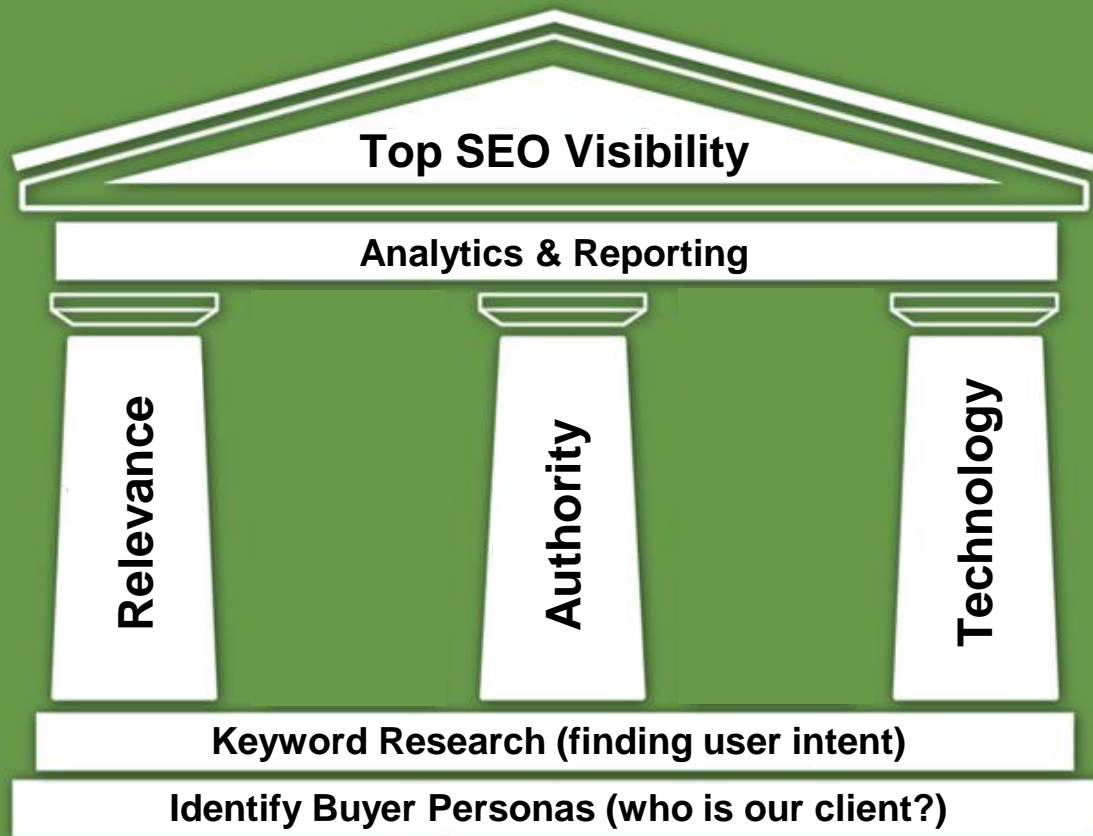 Top SEO Visibility
Analytics & Reporting
Relevance
Authority
Technology
Keyword Research (finding user intent)
Identify Buyer Personas (who is our client?)